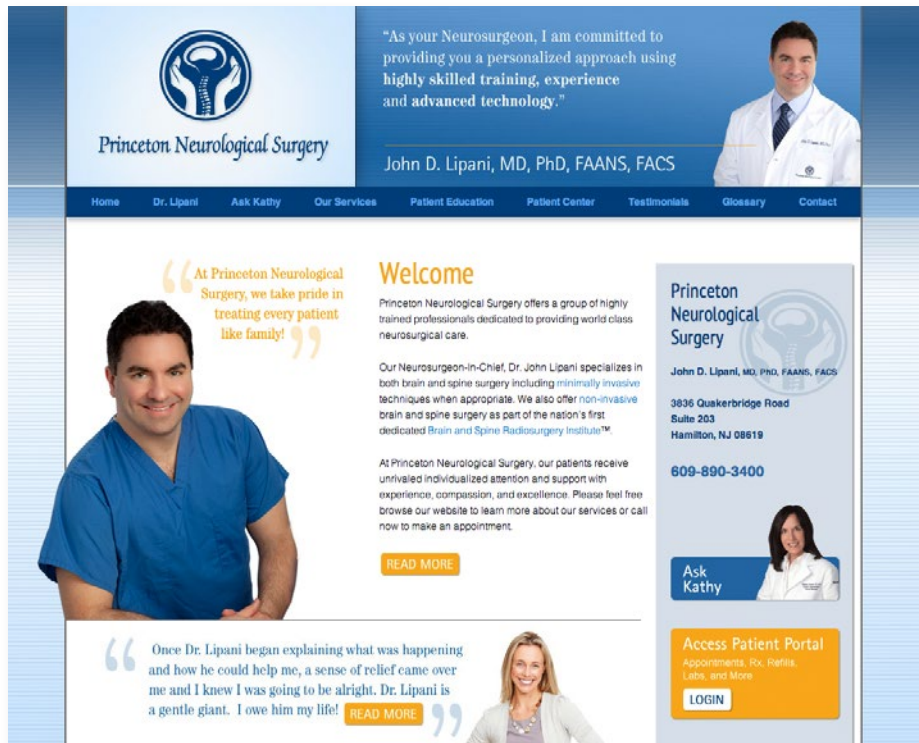 “As your Neurosurgeon, I am committed to
providing you a personalized approach using
highly skilled training, experience
and advanced technology.”
Princeton Neurological Surgery
John D. Lipani, MD, PhD, FAANS, FACS
Home Dr. Lipani Ask Kathy Our Services Patient Education Patient Center Testimonials Glossary Contact
“At Princeton Neurological
Surgery, we take pride in
treating every patient
like family!”
Welcome
Princeton Neurological Surgery offers a group of highly
trained professionals dedicated to providing world class
neurosurgical care.
Our Neurosurgeon-In-Chief, Dr. John Lipani specializes in
both brain and spine surgery including minimally invasive
techniques when appropriate. We also offer non-invasive
brain and spine surgery as part of the nation's first
dedicated Brain and Spine Radiosurgery Institute™.
At Princeton Neurological Surgery, our patients receive
unrivaled individualized attention and support with
experience, compassion, and excellence. Please feel free
browse our website to learn more about our services or call
now to make an appointment.
READ MORE
Princeton
Neurological
Surgery
John D. Lipani, MD, PhD, FAANS, FACS
3836 Quakerbridge Road
Suite 203
Hamilton, NJ 08619
609-890-3400
Ask
Kathy
Access Patient Portal
Appointments, Rx, Refills,
Labs, and More
LOGIN
“Once Dr. Lipani began explaining what was happening
and how he could help me, a sense of relief came over
me and I knew I was going to be alright. Dr. Lipani is
a gentle giant. I owe him my life! READ MORE”